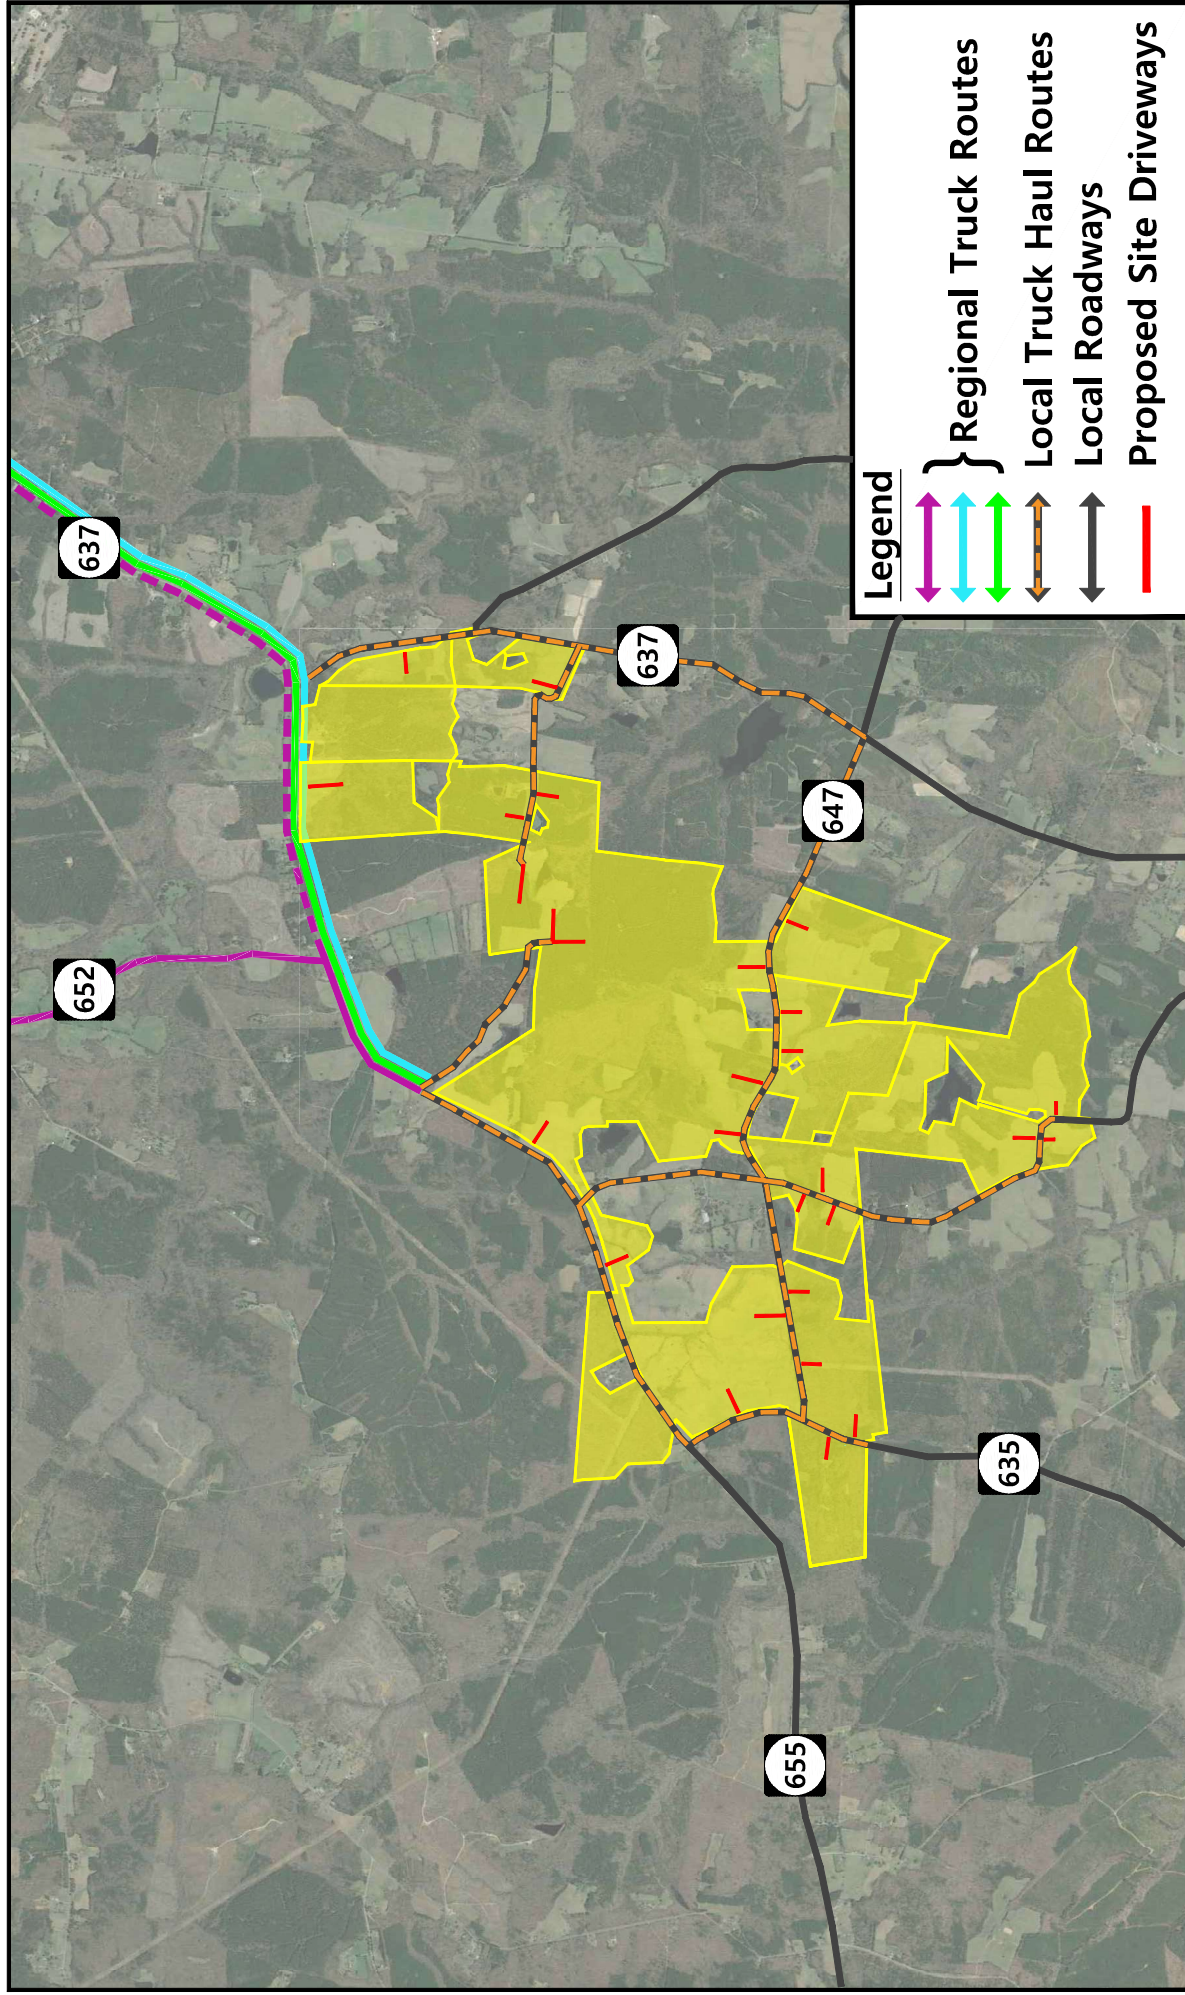 637
652
637
647
635
655
Legend
Regional Truck Routes
Local Truck Haul Routes
Local Roadways
Proposed Site Driveways